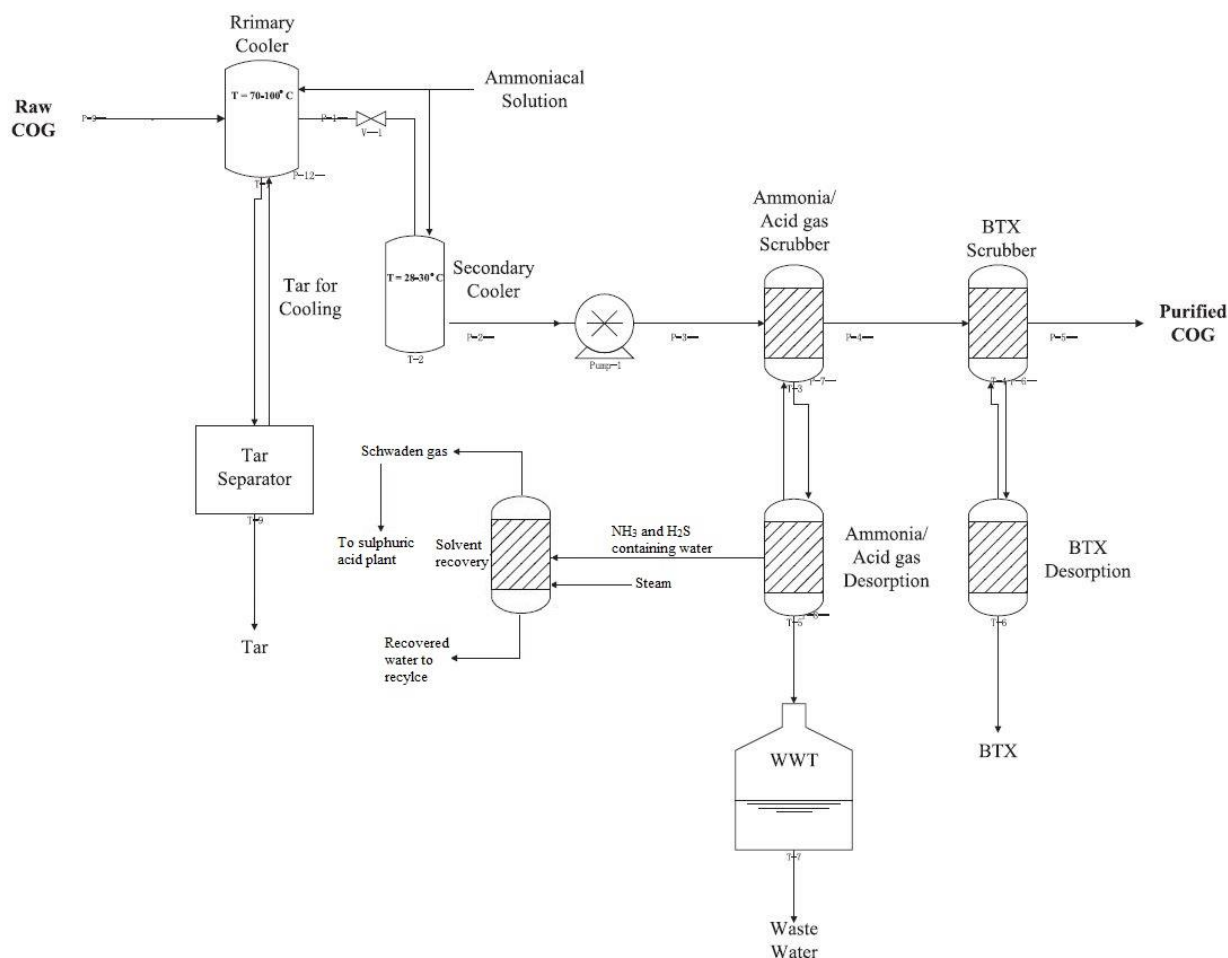 Rrimary
Cooler
T = 70-100° C
Ammoniacal
Solution
Raw
COG
P-1
V-1
P-12
Tar for
Cooling
T = 28-30° C
Secondary
Cooler
T-2
P-2
Pump-1
P-3
Ammonia/
Acid gas
Scrubber
T-3
P-4
BTX
Scrubber
P-5
Purified
COG
Tar
Separator
T-9
Tar
Schwaden gas
To sulphuric
acid plant
Solvent
recovery
NH3 and H2S
containing water
Steam
Recovered
water to
recylce
Ammonia/
Acid gas
Desorption
T-5
BTX
Desorption
T-6
WWT
BTX
T-7
Waste
Water